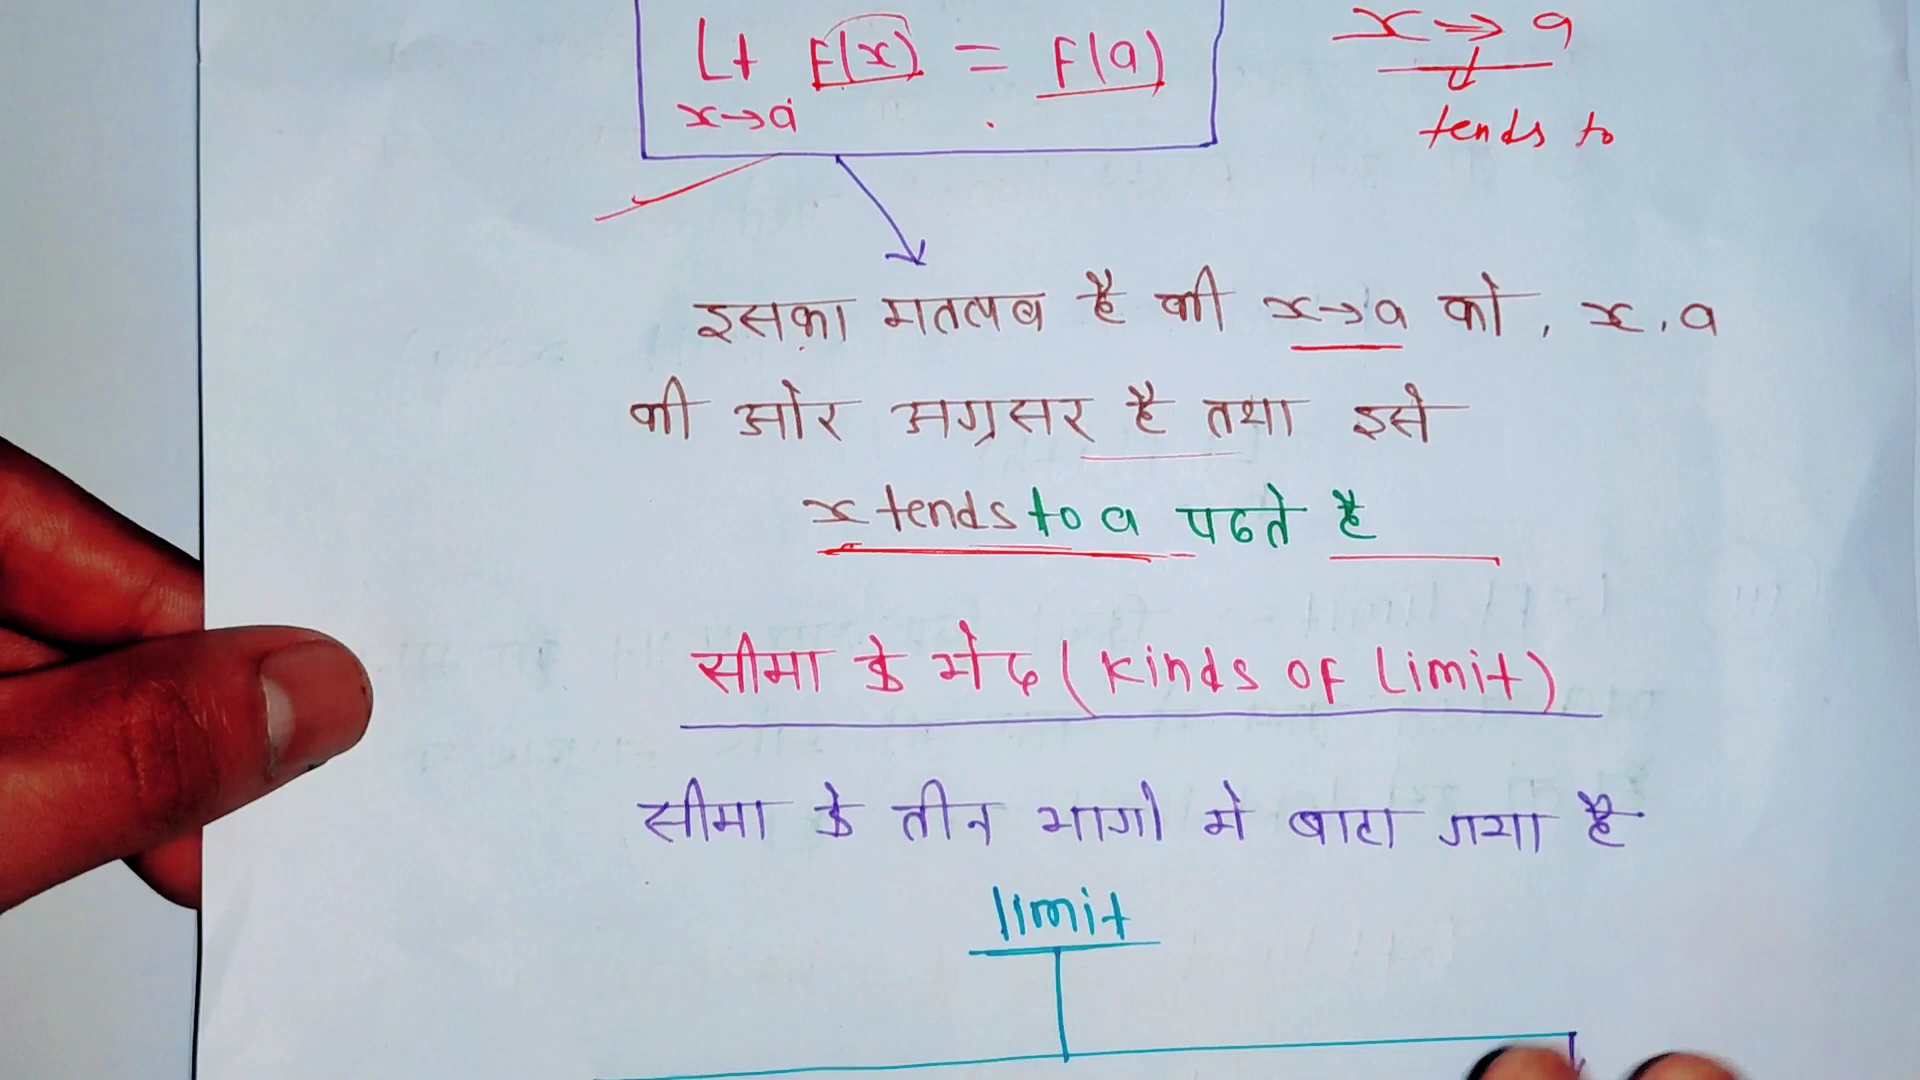 Lt F(x) = F(a)
x→a
x → a
tends to
इसका मतलब है की x→a को, x, a
की ओर अग्रसर है तथा इसे
x tends to a पढते है
सीमा के भेद (Kinds of Limit)
सीमा के तीन भागो मे बाटा गया है
limit